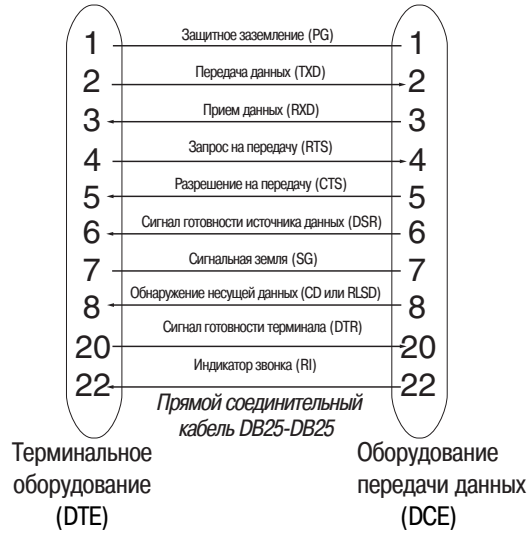 1 Защитное заземление (PG) 1
2 Передача данных (TXD) 2
3 Прием данных (RXD) 3
4 Запрос на передачу (RTS) 4
5 Разрешение на передачу (CTS) 5
6 Сигнал готовности источника данных (DSR) 6
7 Сигнальная земля (SG) 7
8 Обнаружение несущей данных (CD или RLSD) 8
20 Сигнал готовности терминала (DTR) 20
22 Индикатор звонка (RI) 22
Прямой соединительный
кабель DB25-DB25
Терминальное
оборудование
(DTE)
Оборудование
передачи данных
(DCE)